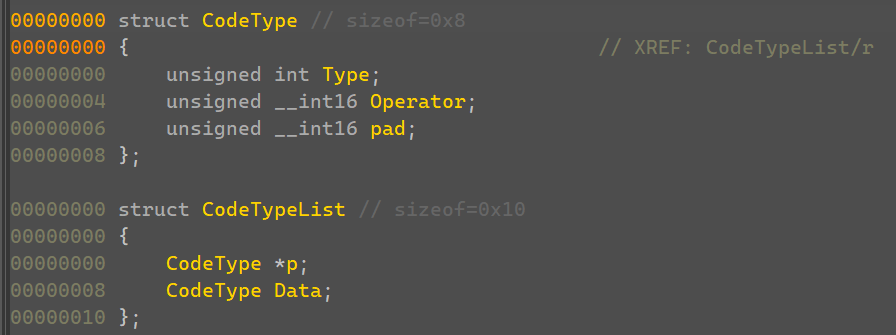 00000000 struct CodeType // sizeof=0x8
00000000 { // XREF: CodeTypeList/r
00000000     unsigned int Type;
00000004     unsigned __int16 Operator;
00000006     unsigned __int16 pad;
00000008 };

00000000 struct CodeTypeList // sizeof=0x10
00000000 {
00000000     CodeType *p;
00000008     CodeType Data;
00000010 };